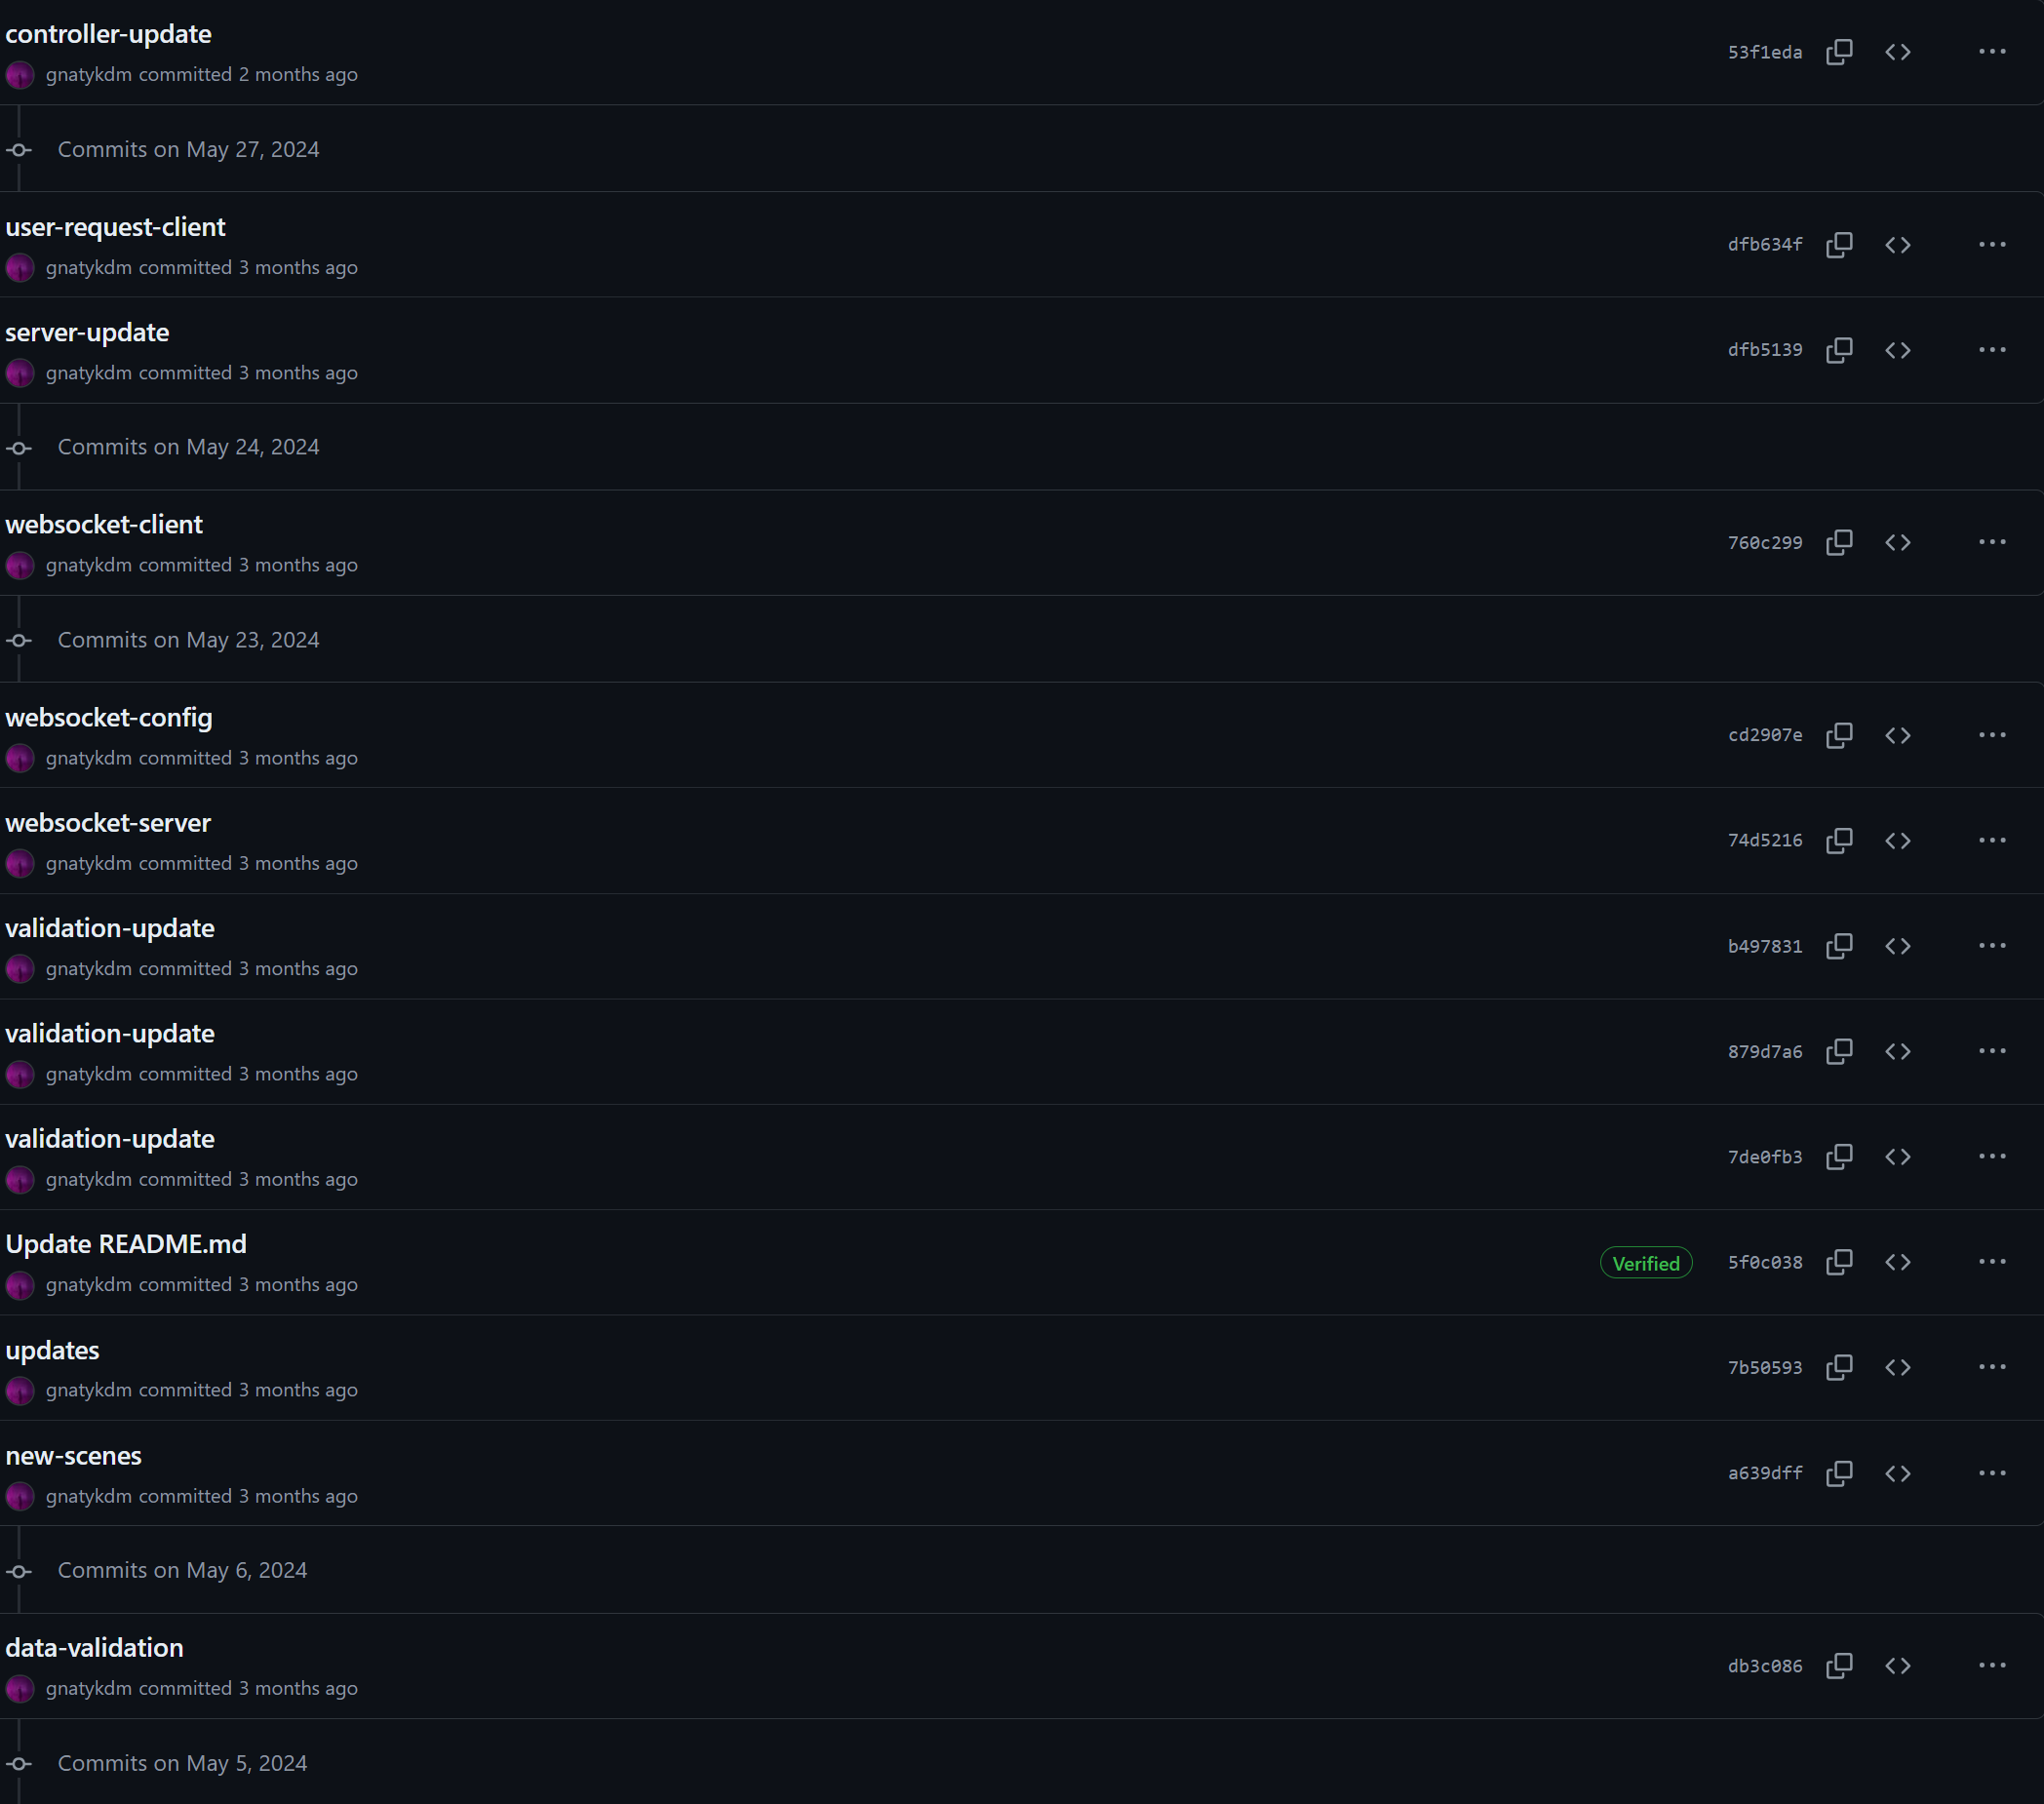 controller-update
53f1eda
gnatykdm committed 2 months ago
Commits on May 27, 2024
user-request-client
dfb634f
gnatykdm committed 3 months ago
server-update
dfb5139
gnatykdm committed 3 months ago
Commits on May 24, 2024
websocket-client
760c299
gnatykdm committed 3 months ago
Commits on May 23, 2024
websocket-config
cd2907e
gnatykdm committed 3 months ago
websocket-server
74d5216
gnatykdm committed 3 months ago
validation-update
b497831
gnatykdm committed 3 months ago
validation-update
879d7a6
gnatykdm committed 3 months ago
validation-update
7de0fb3
gnatykdm committed 3 months ago
Update README.md
Verified 5f0c038
gnatykdm committed 3 months ago
updates
7b50593
gnatykdm committed 3 months ago
new-scenes
a639dff
gnatykdm committed 3 months ago
Commits on May 6, 2024
data-validation
db3c086
gnatykdm committed 3 months ago
Commits on May 5, 2024